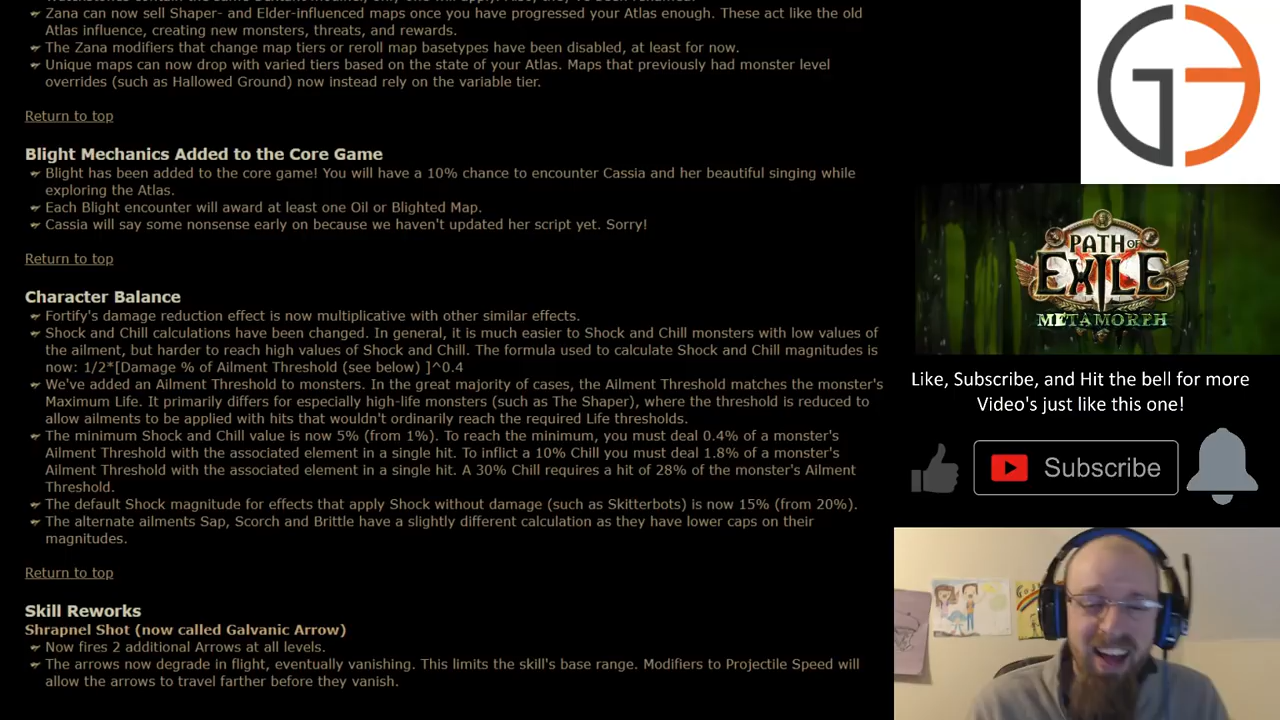 Zana can now sell Shaper- and Elder-influenced maps once you have progressed your Atlas enough. These act like the old
Atlas influence, creating new monsters, threats, and rewards.
The Zana modifiers that change map tiers or reroll map basetypes have been disabled, at least for now.
Unique maps can now drop with varied tiers based on the state of your Atlas. Maps that previously had monster level
overrides (such as Hallowed Ground) now instead rely on the variable tier.
Return to top
Blight Mechanics Added to the Core Game
Blight has been added to the core game! You will have a 10% chance to encounter Cassia and her beautiful singing while
exploring the Atlas.
Each Blight encounter will award at least one Oil or Blighted Map.
Cassia will say some nonsense early on because we haven't updated her script yet. Sorry!
Return to top
Character Balance
Fortify's damage reduction effect is now multiplicative with other similar effects.
Shock and Chill calculations have been changed. In general, it is much easier to Shock and Chill monsters with low values of
the ailment, but harder to reach high values of Shock and Chill. The formula used to calculate Shock and Chill magnitudes is
now: 1/2*[Damage % of Ailment Threshold (see below) ]^0.4
We've added an Ailment Threshold to monsters. In the great majority of cases, the Ailment Threshold matches the monster's
Maximum Life. It primarily differs for especially high-life monsters (such as The Shaper), where the threshold is reduced to
allow ailments to be applied with hits that wouldn't ordinarily reach the required Life thresholds.
The minimum Shock and Chill value is now 5% (from 1%). To reach the minimum, you must deal 0.4% of a monster's
Ailment Threshold with the associated element in a single hit. To inflict a 10% Chill you must deal 1.8% of a monster's
Ailment Threshold with the associated element in a single hit. A 30% Chill requires a hit of 28% of the monster's Ailment
Threshold.
The default Shock magnitude for effects that apply Shock without damage (such as Skitterbots) is now 15% (from 20%).
The alternate ailments Sap, Scorch and Brittle have a slightly different calculation as they have lower caps on their
magnitudes.
Return to top
Skill Reworks
Shrapnel Shot (now called Galvanic Arrow)
Now fires 2 additional Arrows at all levels.
The arrows now degrade in flight, eventually vanishing. This limits the skill's base range. Modifiers to Projectile Speed will
allow the arrows to travel farther before they vanish.
PATH OF
EXILE
METAMORPH
Like, Subscribe, and Hit the bell for more
Video's just like this one!
Subscribe